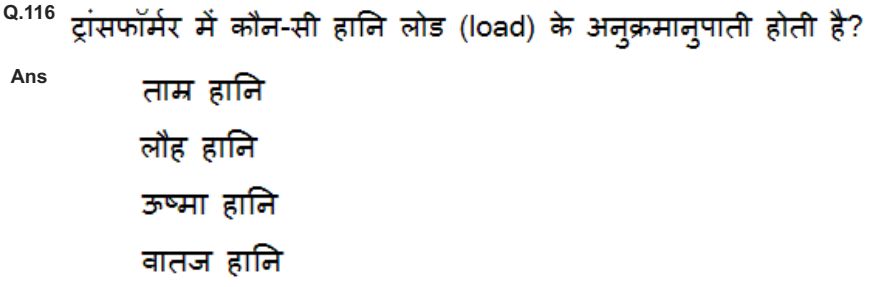 Q.116 ट्रांसफॉर्मर में कौन-सी हानि लोड (load) के अनुक्रमानुपाती होती है?
Ans
ताम्र हानि
लौह हानि
ऊष्मा हानि
वातज हानि